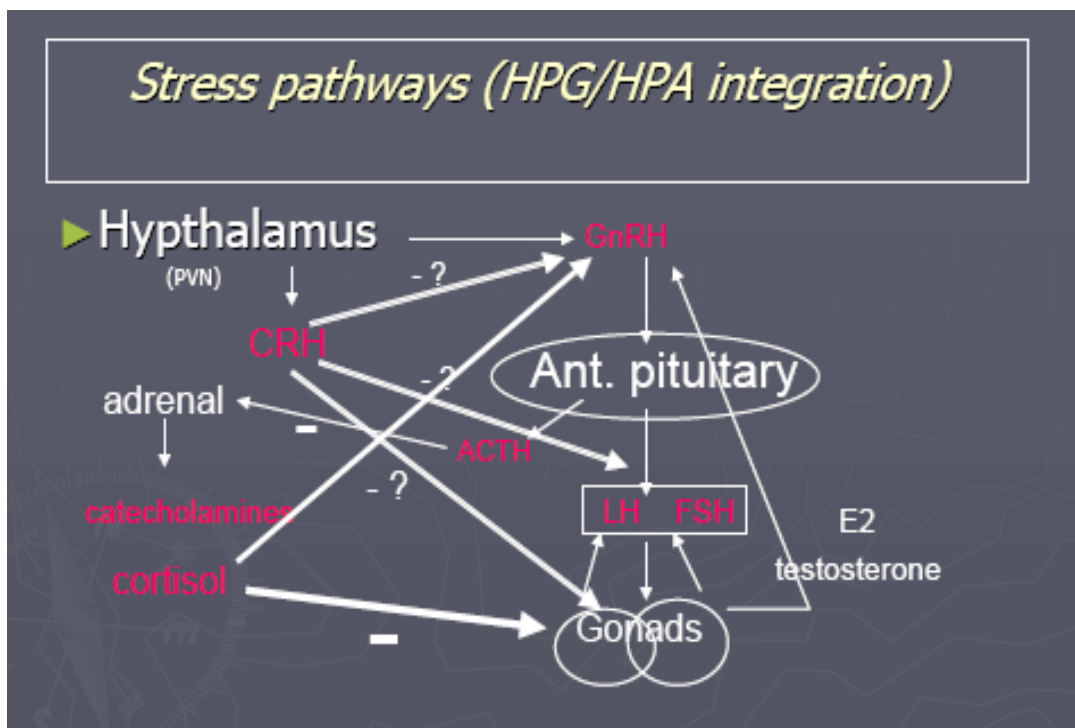 Stress pathways (HPG/HPA integration)
Hypthalamus
GnRH
(PVN)
- ?
CRH
- ?
Ant. pituitary
adrenal
-
ACTH
- ?
catecholamines
LH FSH
E2
cortisol
testosterone
-
Gonads